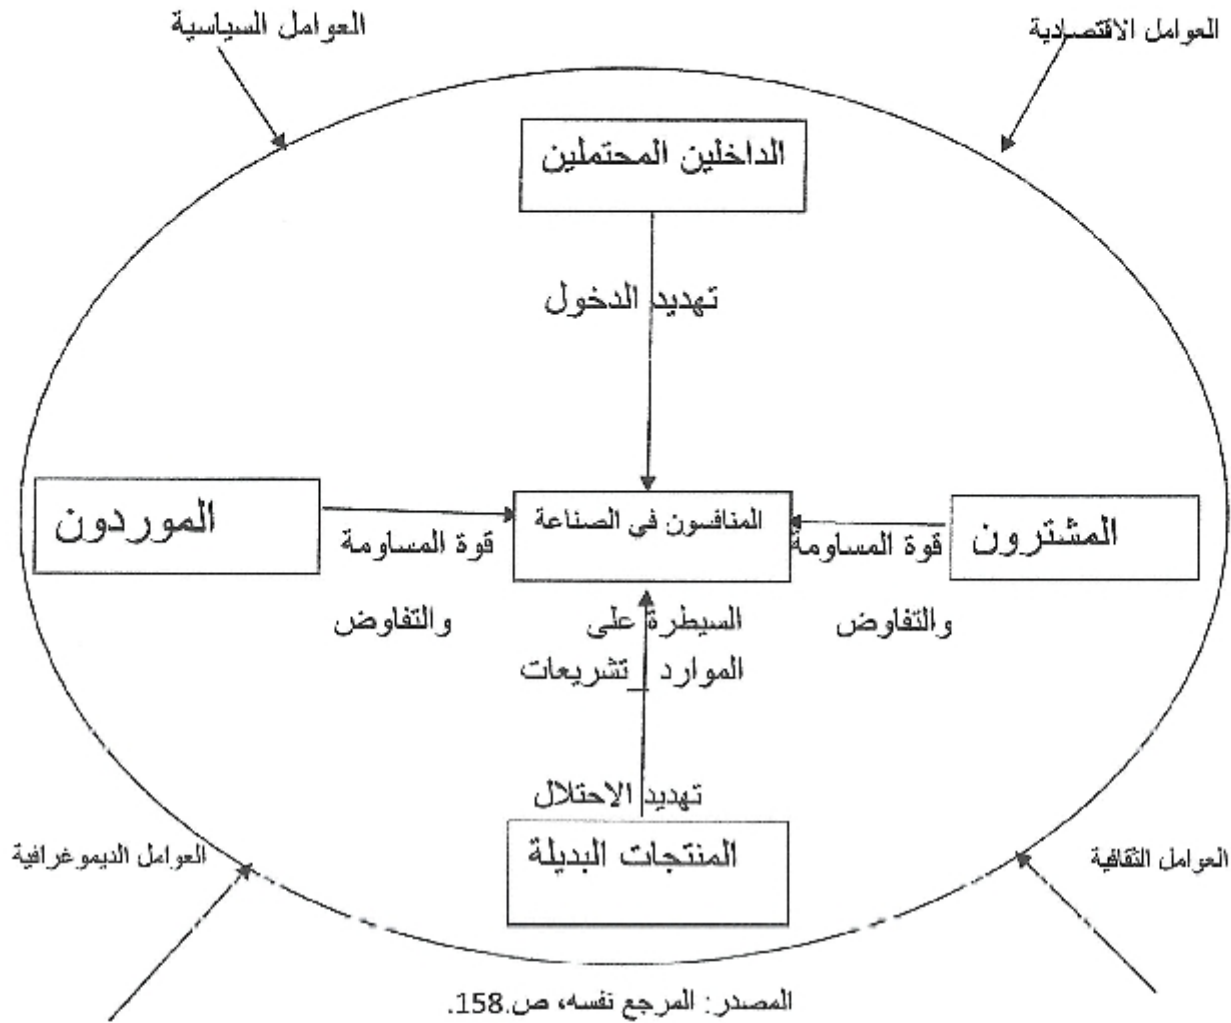 العوامل الاقتصادية
العوامل السياسية
الداخلين المحتملين
تهديد الدخول
المشترون
قوة المساومة
والتفاوض
المنافسون في الصناعة
الموردون
قوة المساومة
والتفاوض
السيطرة على
الموارد تشريعات
تهديد الاحتلال
المنتجات البديلة
العوامل الثقافية
العوامل الديموغرافية
المصدر: المرجع نفسه، ص.158.